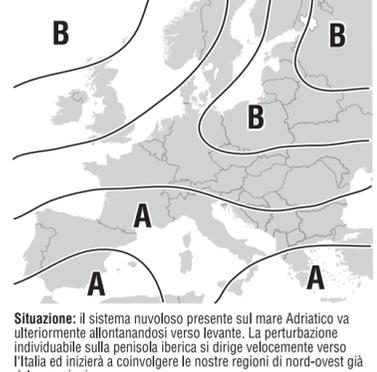 B
B
B
A
A
A
Situazione: il sistema nuvoloso presente sul mare Adriatico va
ulteriormente allontanandosi verso levante. La perturbazione
individuabile sulla penisola iberica si dirige velocemente verso
l'Italia ed inizierà a coinvolgere le nostre regioni di nord-ovest già